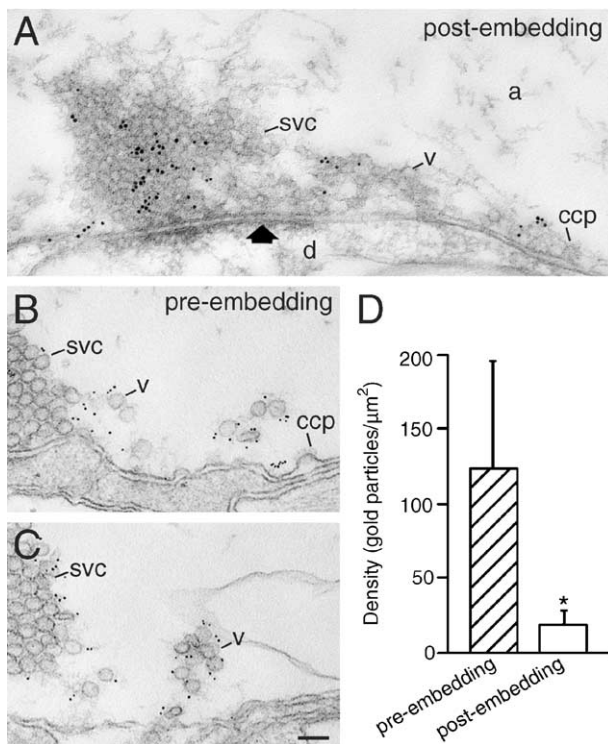 A
post-embedding
a
svc
v
ccp
d
B
pre-embedding
svc
v
ccp
C
svc
v
D
Density (gold particles/µm²)
200
150
100
50
0
*
pre-embedding
post-embedding